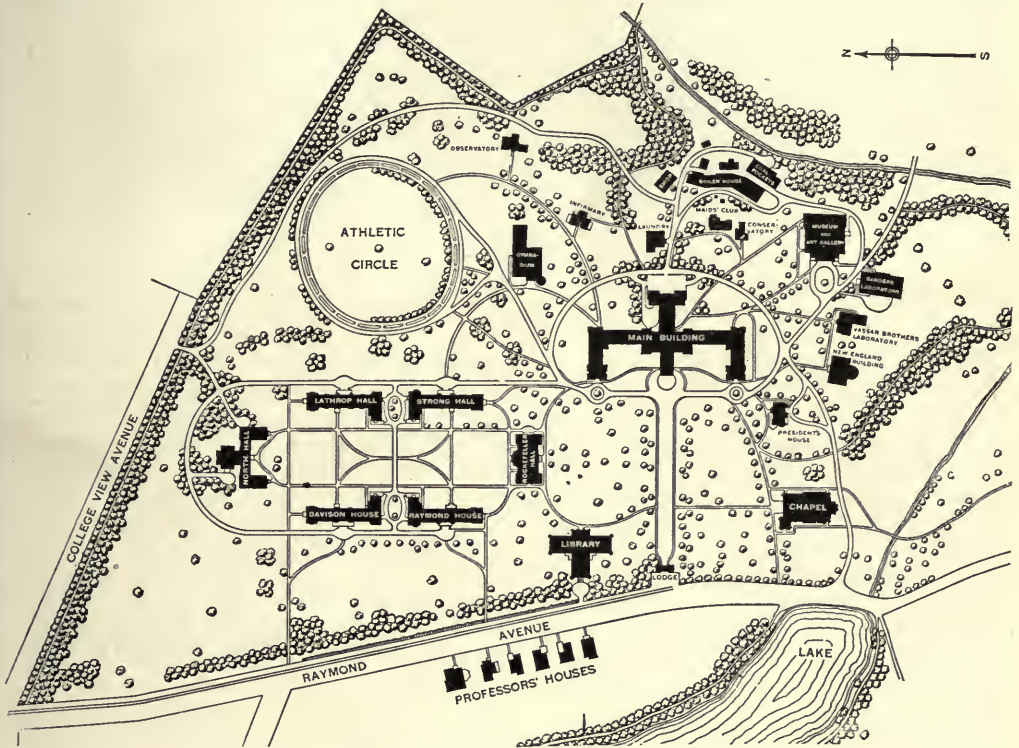 N
S
OBSERVATORY
ATHLETIC
CIRCLE
INFIRMARY
BOILER HOUSE
MAIDS' CLUB
CONSER-
VATORY
LAUNDRY
GYMNA-
SIUM
MUSEUM
AND
ART GALLERY
SANDERS
LABORATORY
MAIN BUILDING
VASSAR BROTHERS
LABORATORY
NEW ENGLAND
BUILDING
LATHROP HALL
STRONG HALL
PRESIDENT'S
HOUSE
NORTH HALL
ROCKEFELLER
HALL
COLLEGE VIEW AVENUE
DAVISON HOUSE
RAYMOND HOUSE
CHAPEL
LIBRARY
LODGE
RAYMOND AVENUE
PROFESSORS' HOUSES
LAKE